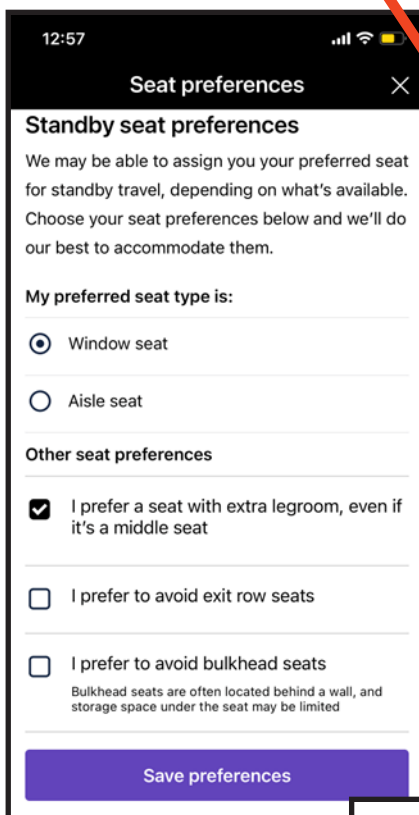 12:57
Seat preferences
Standby seat preferences
We may be able to assign you your preferred seat
for standby travel, depending on what's available.
Choose your seat preferences below and we'll do
our best to accommodate them.
My preferred seat type is:
Window seat
Aisle seat
Other seat preferences
I prefer a seat with extra legroom, even if
it's a middle seat
I prefer to avoid exit row seats
I prefer to avoid bulkhead seats
Bulkhead seats are often located behind a wall, and
storage space under the seat may be limited
Save preferences